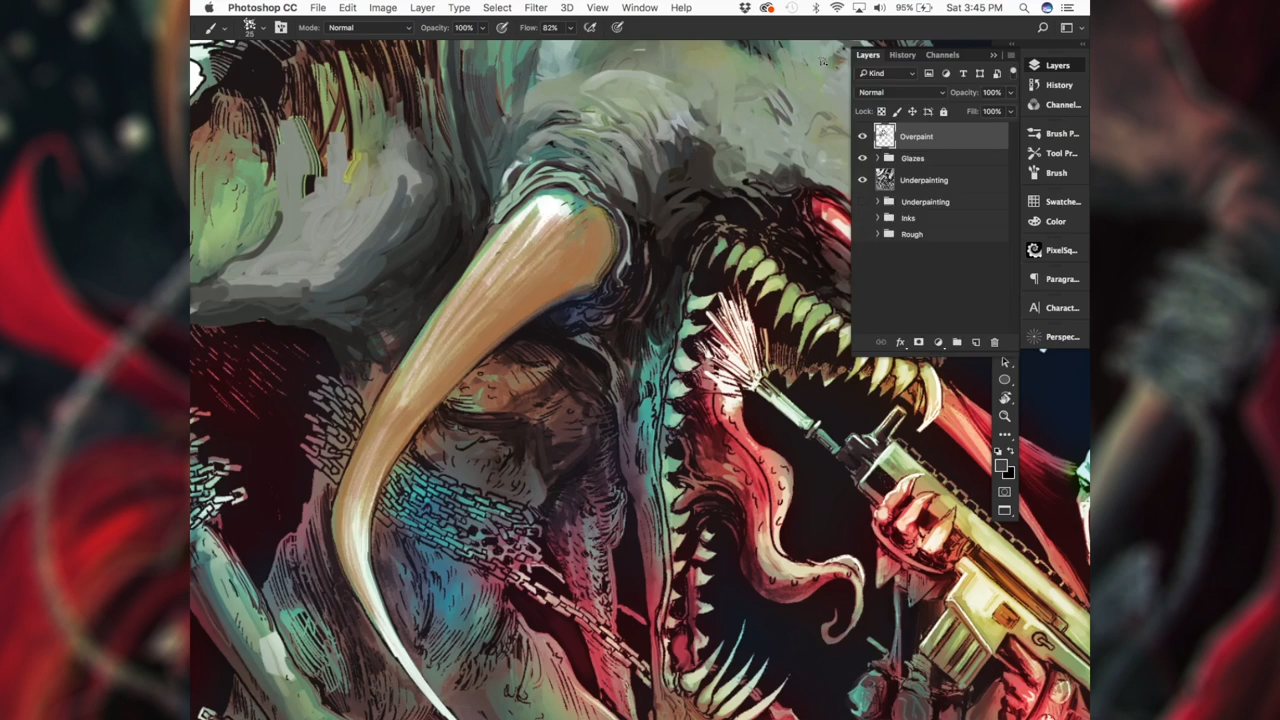 Photoshop CC File Edit Image Layer Type Select Filter 3D View Window Help 95% Sat 3:45 PM
25 Mode: Normal Opacity: 100% Flow: 82%
Layers History Channels
Kind
Normal Opacity: 100%
Lock: Fill: 100%
Overpaint
Glazes
Underpainting
Underpainting
Inks
Rough
Layers
History
Channel...
Brush P...
Tool Pr...
Brush
Swatche...
Color
PixelSq...
Paragra...
Charact...
Perspec...